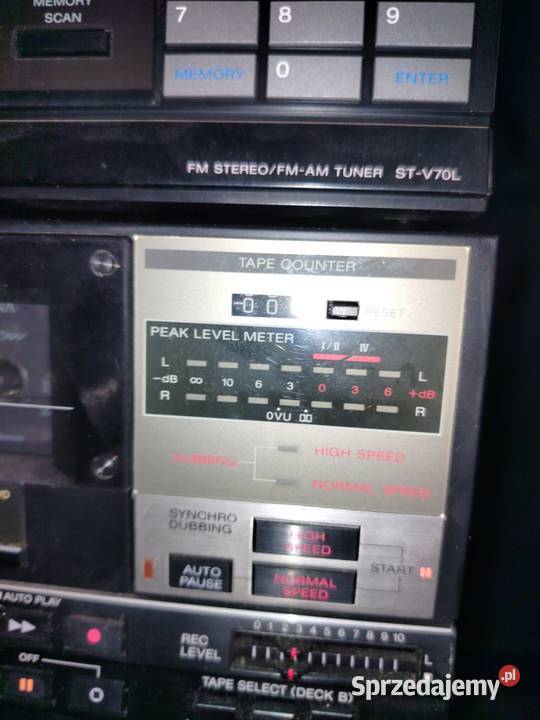 MEMORY
SCAN
7 8 9
MEMORY 0 ENTER
FM STEREO/FM-AM TUNER ST-V70L
TAPE COUNTER
00
RESET
PEAK LEVEL METER
I/II IV
L L
-dB ∞ 10 6 3 0 3 6 +dB
R R
0VU
DUBBING
HIGH SPEED
NORMAL SPEED
SYNCHRO
DUBBING
HIGH
SPEED
AUTO
PAUSE
NORMAL
SPEED
START
AUTO PLAY
REC
LEVEL
0 1 2 3 4 5 6 7 8 9 10
L
OFF
TAPE SELECT (DECK B)
Sprzedajemy.pl